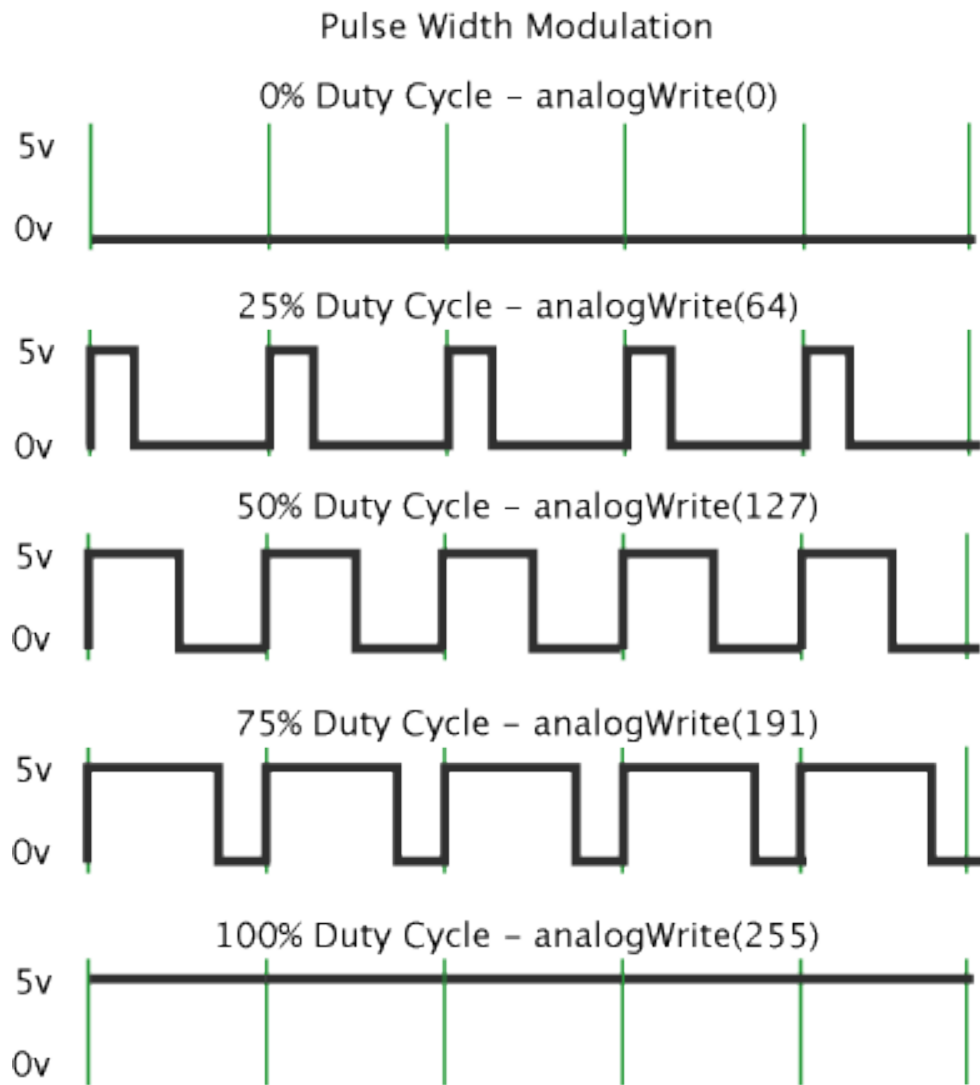 Pulse Width Modulation
0% Duty Cycle – analogWrite(0)
5v
0v
25% Duty Cycle – analogWrite(64)
5v
0v
50% Duty Cycle – analogWrite(127)
5v
0v
75% Duty Cycle – analogWrite(191)
5v
0v
100% Duty Cycle – analogWrite(255)
5v
0v